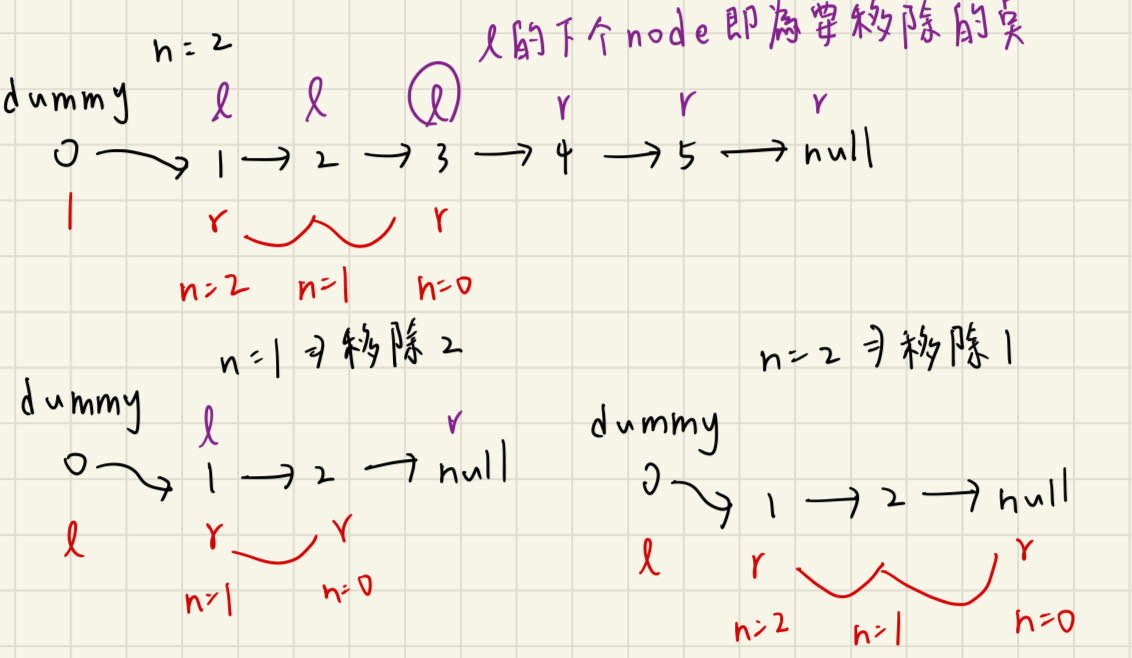 n=2
l的下个node即為要移除的点
dummy
l l l r r r
0 → 1 → 2 → 3 → 4 → 5 → null
l r r
n=2 n=1 n=0
n=1 ⇒ 移除 2
dummy
l r
0 → 1 → 2 → null
l r r
n=1 n=0
n=2 ⇒ 移除 1
dummy
0 → 1 → 2 → null
l r r
n=2 n=1 n=0